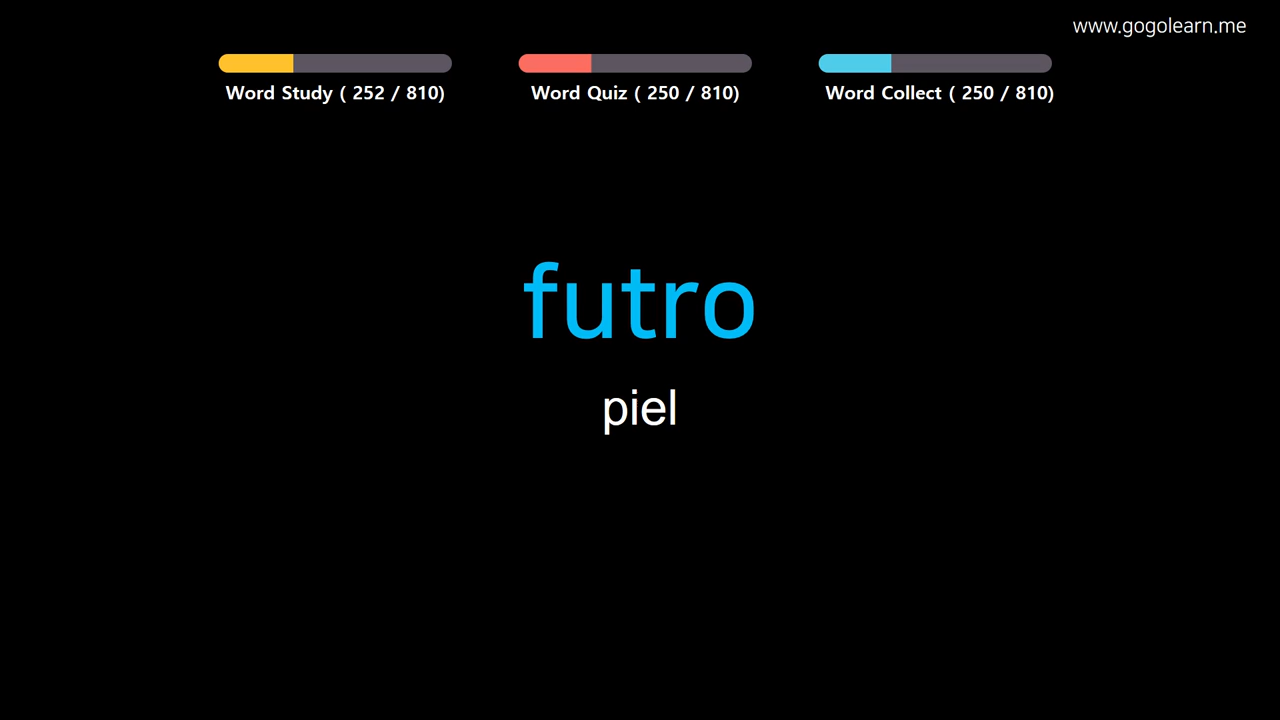 www.gogolearn.me
Word Study ( 252 / 810)
Word Quiz ( 250 / 810)
Word Collect ( 250 / 810)
futro
piel